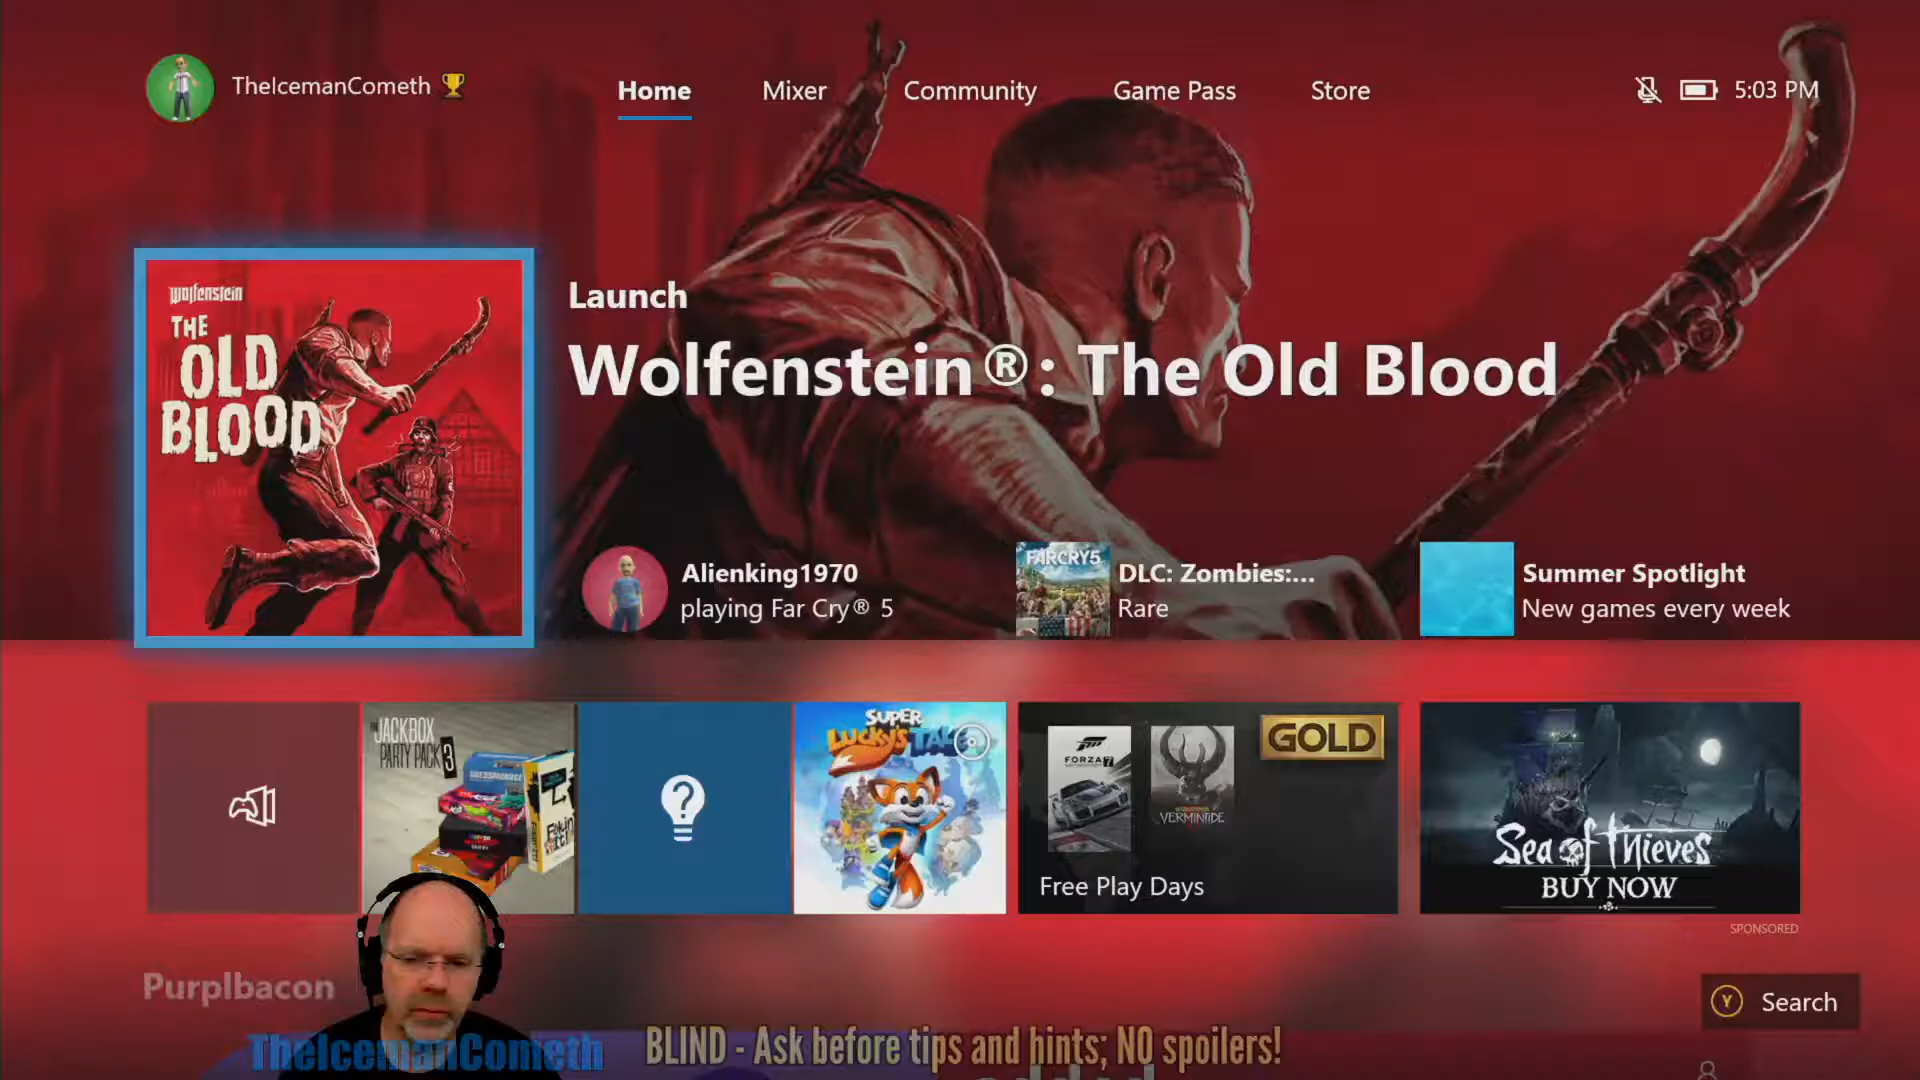 TheIcemanCometh 🏆
Home
Mixer
Community
Game Pass
Store
5:03 PM
Wolfenstein
THE
OLD
BLOOD
Launch
Wolfenstein®: The Old Blood
Alienking1970
playing Far Cry® 5
FARCRY5
DLC: Zombies:...
Rare
Summer Spotlight
New games every week
JACKBOX
PARTY PACK 3
SUPER
LUCKY'S TALE
FORZA 7
VERMINTIDE
GOLD
Free Play Days
Sea of Thieves
BUY NOW
SPONSORED
Purplbacon
Y Search
TheIcemanCometh
BLIND - Ask before tips and hints; NO spoilers!